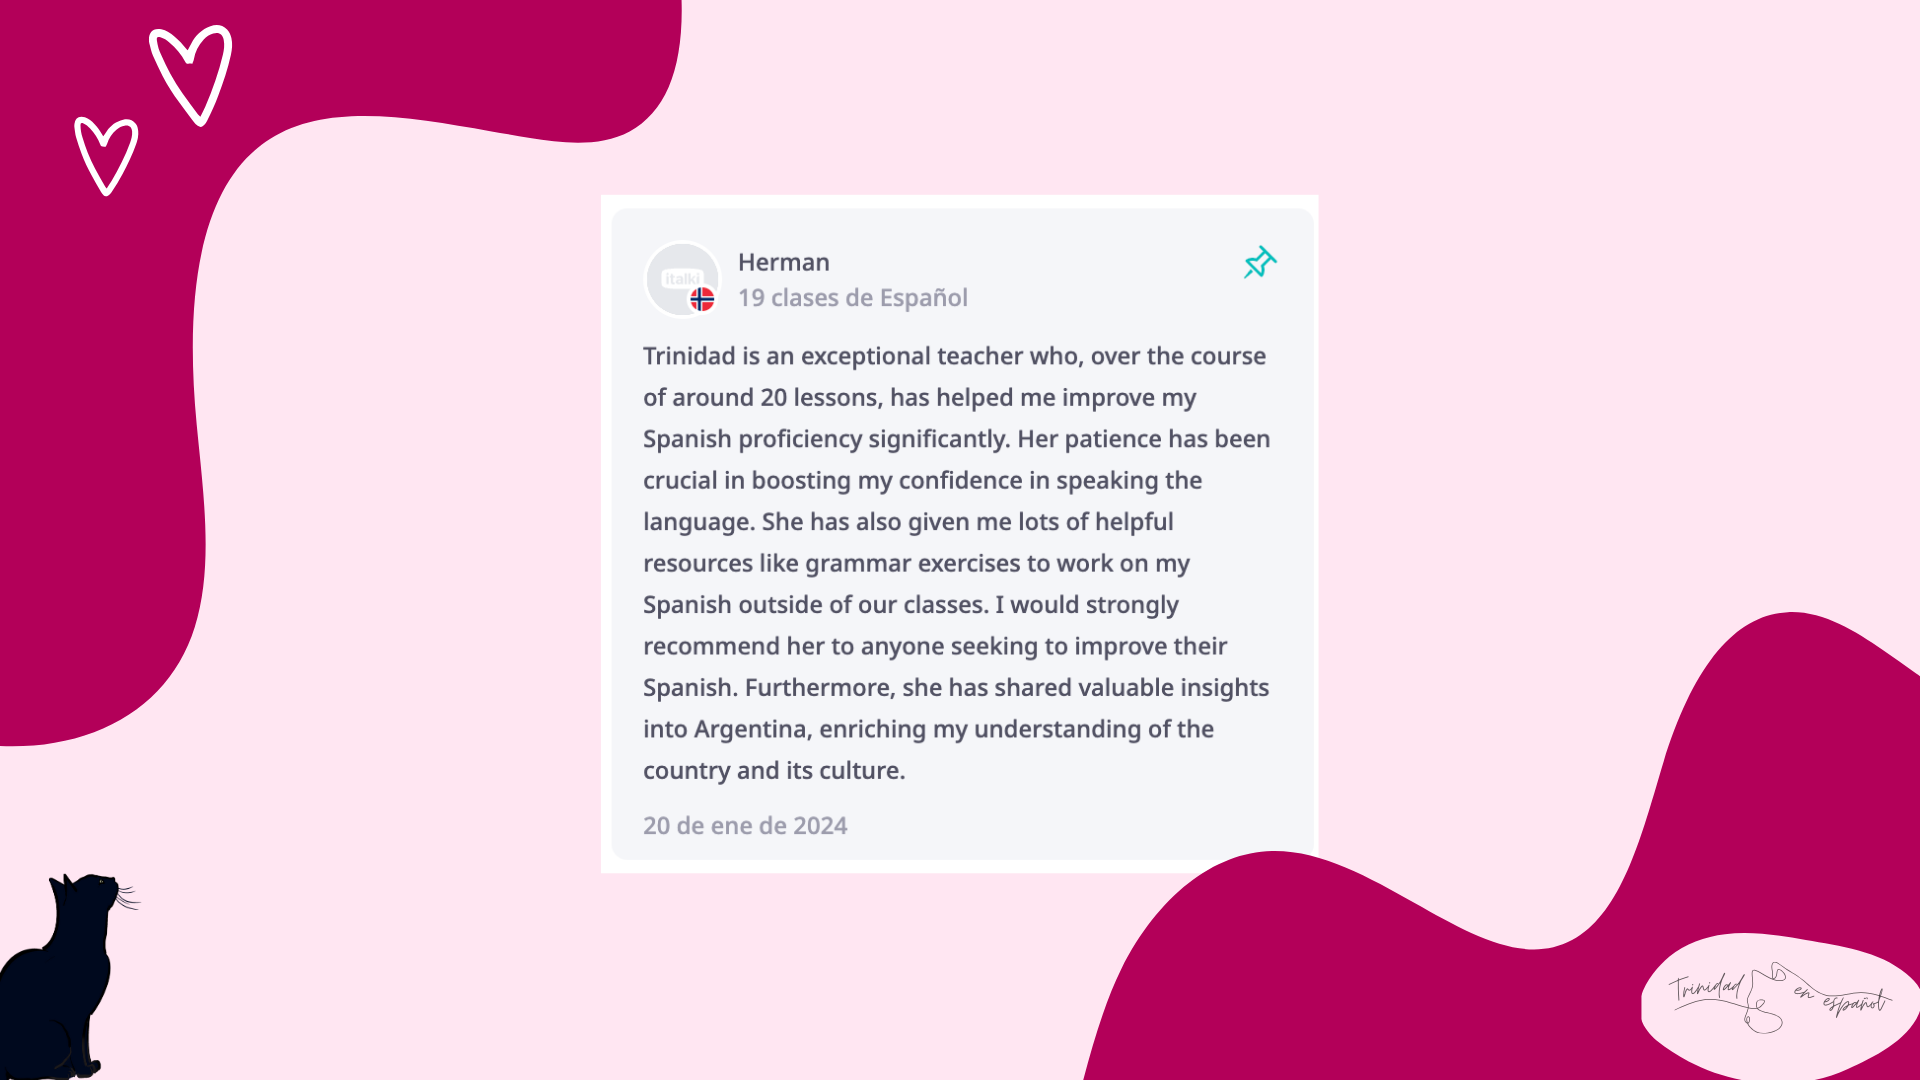 italki
Herman
19 clases de Español
Trinidad is an exceptional teacher who, over the course
of around 20 lessons, has helped me improve my
Spanish proficiency significantly. Her patience has been
crucial in boosting my confidence in speaking the
language. She has also given me lots of helpful
resources like grammar exercises to work on my
Spanish outside of our classes. I would strongly
recommend her to anyone seeking to improve their
Spanish. Furthermore, she has shared valuable insights
into Argentina, enriching my understanding of the
country and its culture.
20 de ene de 2024
Trinidad en español